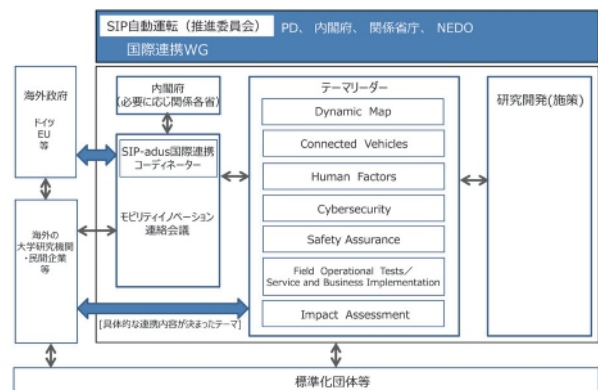 SIP自動運転（推進委員会） PD、内閣府、関係省庁、NEDO
国際連携WG
海外政府
ドイツ
EU
等
海外の
大学研究機関
・民間企業
等
内閣府
(必要に応じ関係各省)
SIP-adus国際連携
コーディネーター
モビリティイノベーション
連絡会議
テーマリーダー
Dynamic Map
Connected Vehicles
Human Factors
Cybersecurity
Safety Assurance
Field Operational Tests／
Service and Business Implementation
Impact Assessment
研究開発(施策)
[具体的な連携内容が決まったテーマ]
標準化団体等